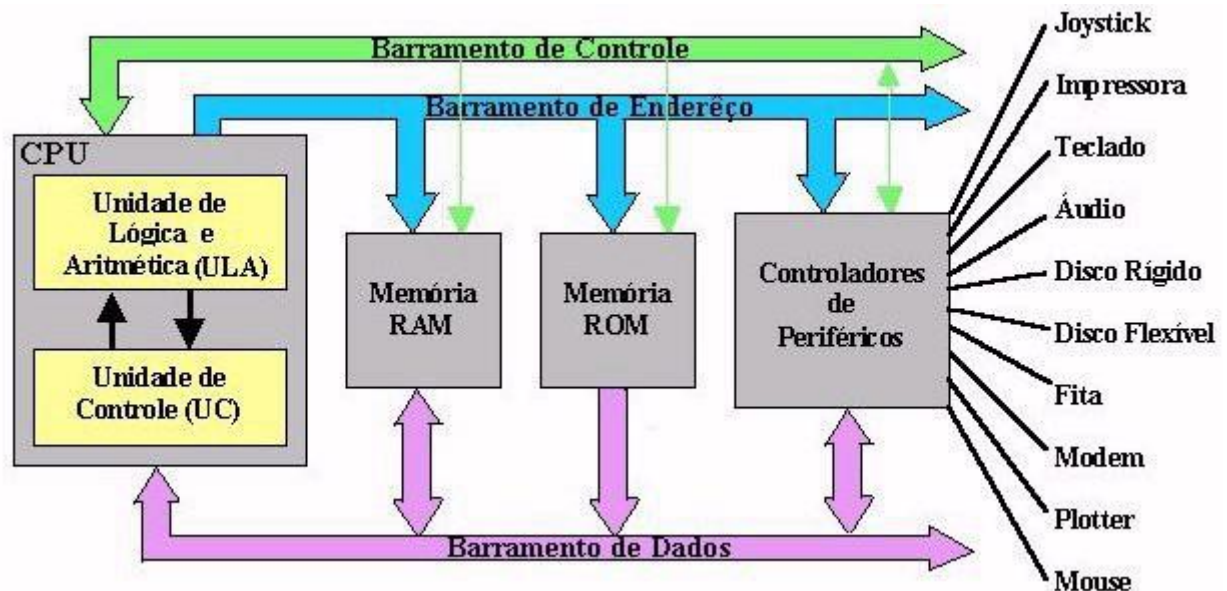 Barramento de Controle
Barramento de Enderêço
CPU
Unidade de
Lógica e
Aritmética (ULA)
Unidade de
Controle (UC)
Memória
RAM
Memória
ROM
Controladores
de
Periféricos
Barramento de Dados
Joystick
Impressora
Teclado
Áudio
Disco Rígido
Disco Flexível
Fita
Modem
Plotter
Mouse